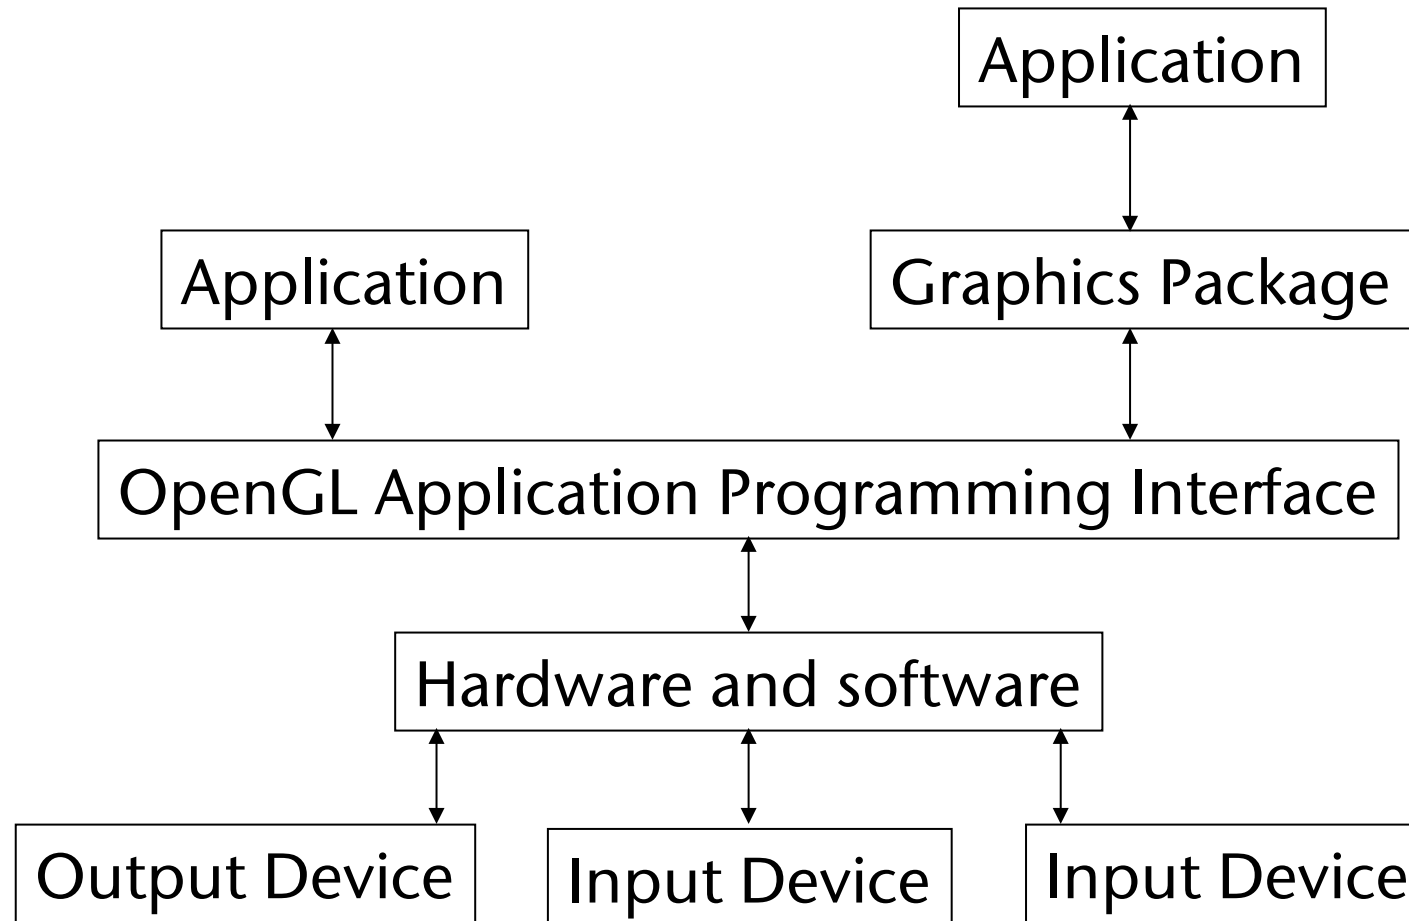 Application
Application
Graphics Package
OpenGL Application Programming Interface
Hardware and software
Output Device
Input Device
Input Device